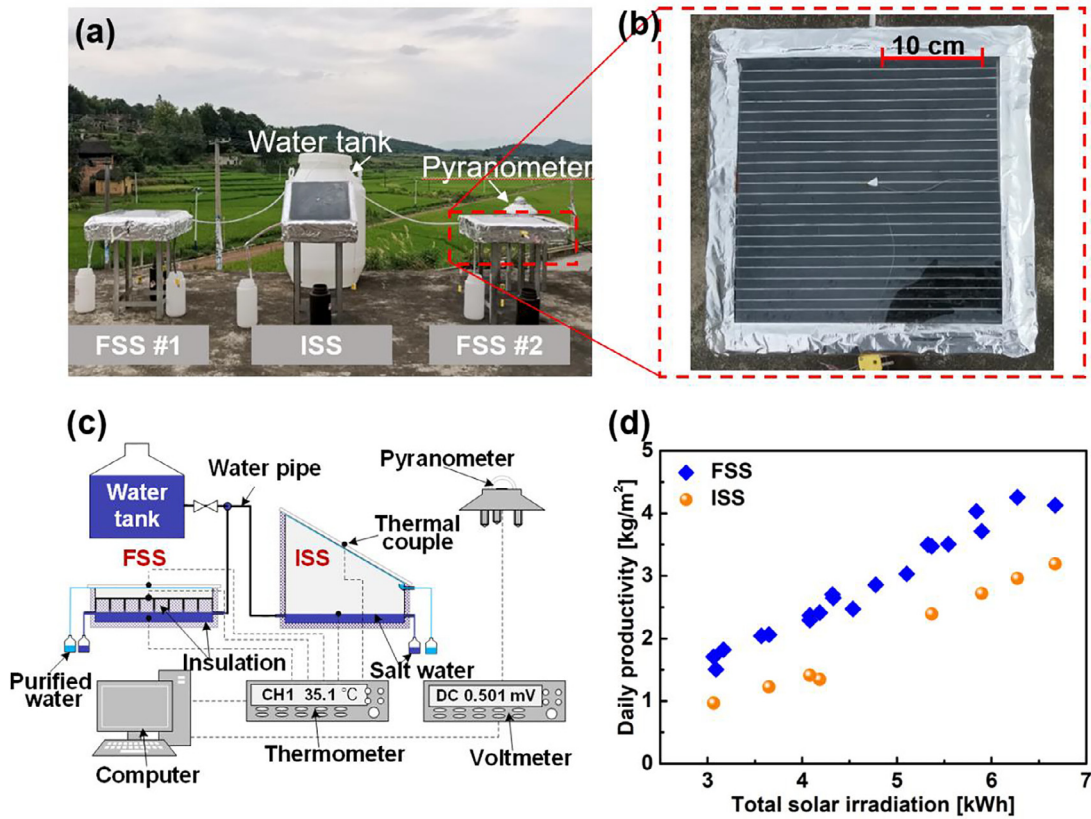 (a)
Water tank
Pyranometer
FSS #1
ISS
FSS #2
(b)
10 cm
(c)
Water tank
Water pipe
FSS
ISS
Pyranometer
Thermal couple
Insulation
Salt water
Purified water
CH1 35.1 °C
DC 0.501 mV
Computer
Thermometer
Voltmeter
(d)
FSS
ISS
Daily productivity [kg/m²]
5
4
3
2
1
0
3 4 5 6 7
Total solar irradiation [kWh]